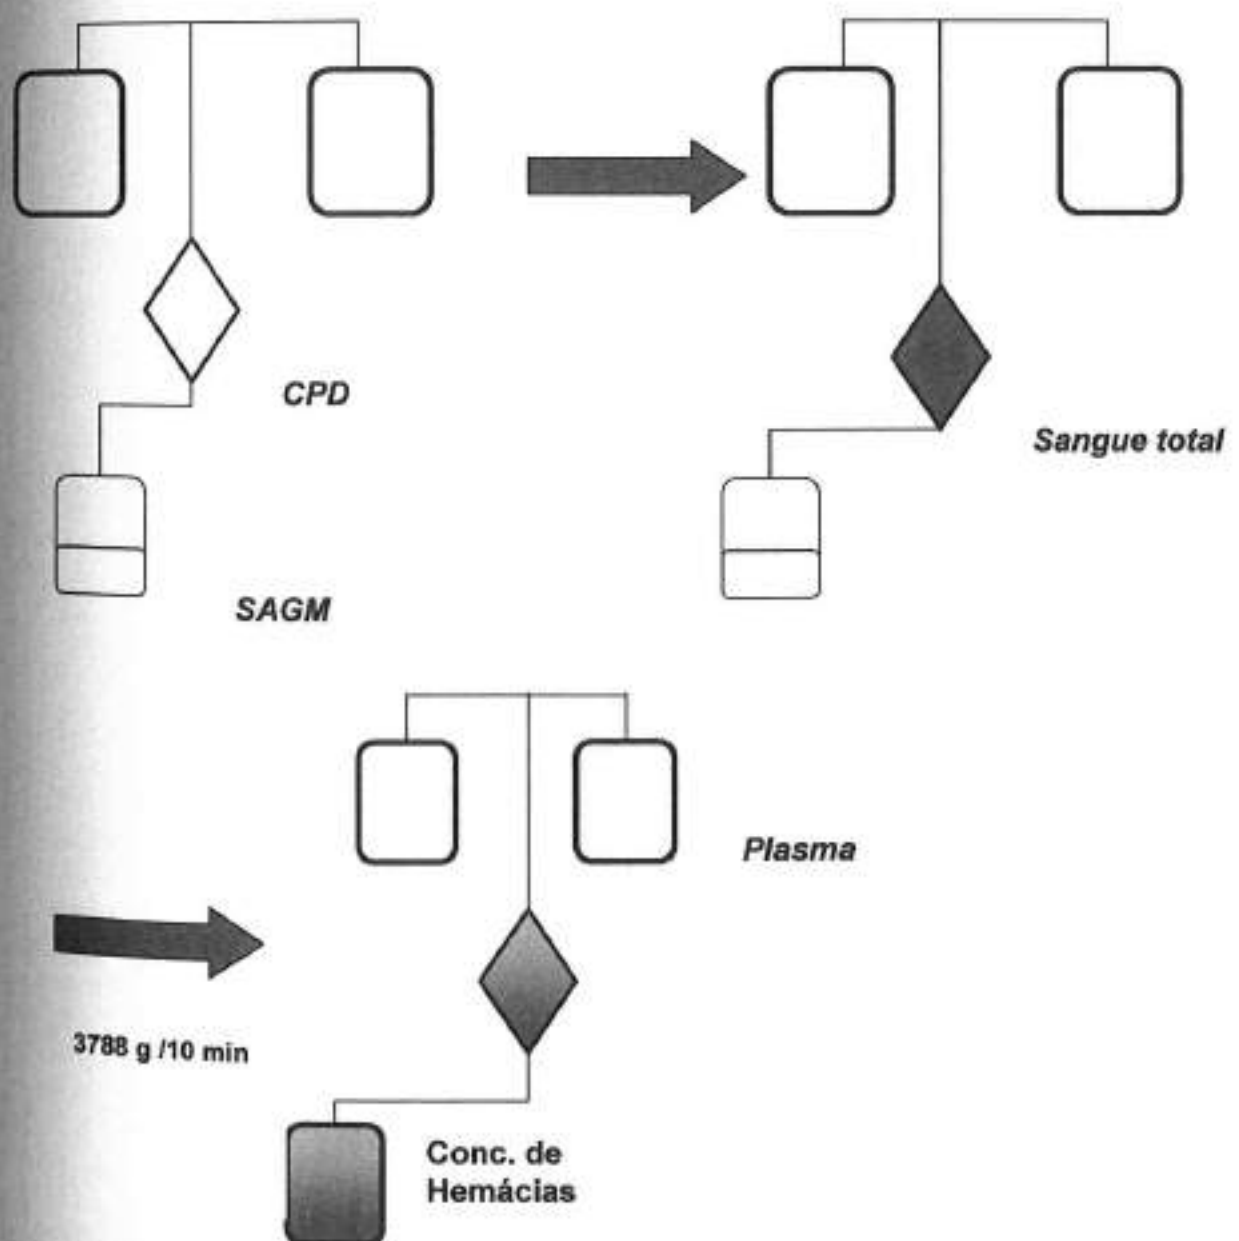 CPD
Sangue total
SAGM
Plasma
3788 g /10 min
Conc. de
Hemácias